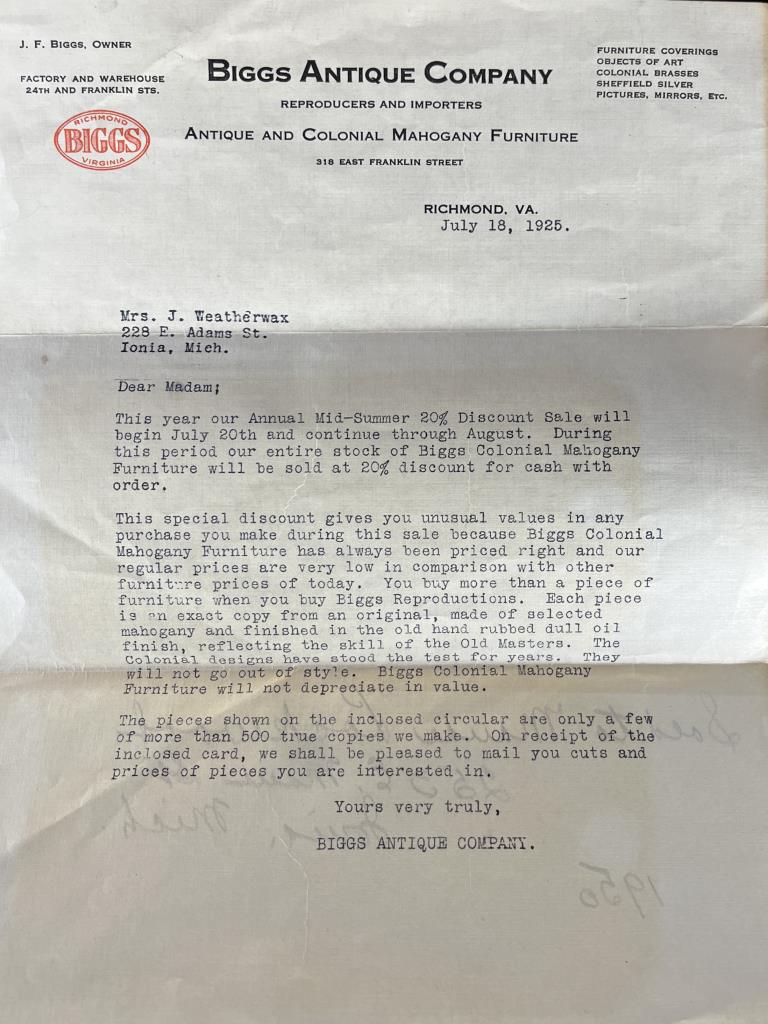 J. F. BIGGS, OWNER
FACTORY AND WAREHOUSE
24TH AND FRANKLIN STS.
RICHMOND
BIGGS
VIRGINIA
BIGGS ANTIQUE COMPANY
REPRODUCERS AND IMPORTERS
ANTIQUE AND COLONIAL MAHOGANY FURNITURE
318 EAST FRANKLIN STREET
FURNITURE COVERINGS
OBJECTS OF ART
COLONIAL BRASSES
SHEFFIELD SILVER
PICTURES, MIRRORS, ETC.
RICHMOND, VA.
July 18, 1925.
Mrs. J. Weatherwax
228 E. Adams St.
Ionia, Mich.
Dear Madam;
This year our Annual Mid-Summer 20% Discount Sale will
begin July 20th and continue through August. During
this period our entire stock of Biggs Colonial Mahogany
Furniture will be sold at 20% discount for cash with
order.
This special discount gives you unusual values in any
purchase you make during this sale because Biggs Colonial
Mahogany Furniture has always been priced right and our
regular prices are very low in comparison with other
furniture prices of today. You buy more than a piece of
furniture when you buy Biggs Reproductions. Each piece
is an exact copy from an original, made of selected
mahogany and finished in the old hand rubbed dull oil
finish, reflecting the skill of the Old Masters. The
Colonial designs have stood the test for years. They
will not go out of style. Biggs Colonial Mahogany
Furniture will not depreciate in value.
The pieces shown on the inclosed circular are only a few
of more than 500 true copies we make. On receipt of the
inclosed card, we shall be pleased to mail you cuts and
prices of pieces you are interested in.
Yours very truly,
BIGGS ANTIQUE COMPANY.
Mich.
1950